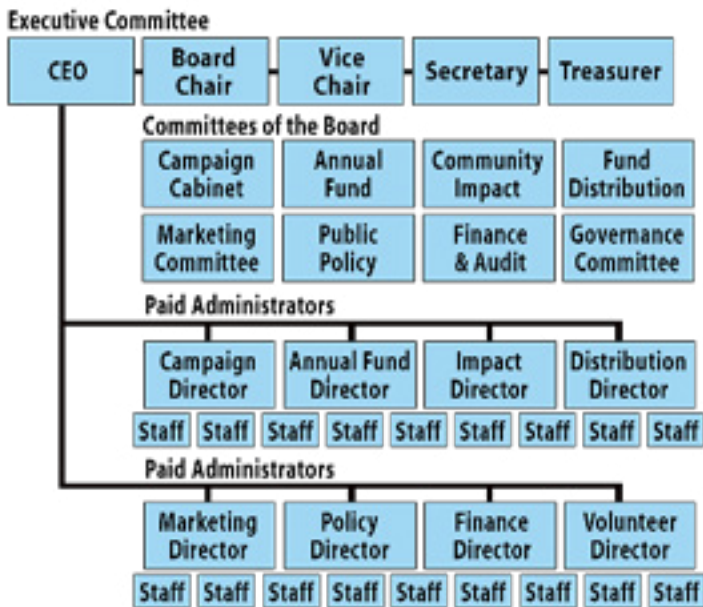 Executive Committee
CEO
Board
Chair
Vice
Chair
Secretary
Treasurer
Committees of the Board
Campaign
Cabinet
Annual
Fund
Community
Impact
Fund
Distribution
Marketing
Committee
Public
Policy
Finance
& Audit
Governance
Committee
Paid Administrators
Campaign
Director
Annual Fund
Director
Impact
Director
Distribution
Director
Staff Staff Staff Staff Staff Staff Staff Staff Staff
Paid Administrators
Marketing
Director
Policy
Director
Finance
Director
Volunteer
Director
Staff Staff Staff Staff Staff Staff Staff Staff Staff